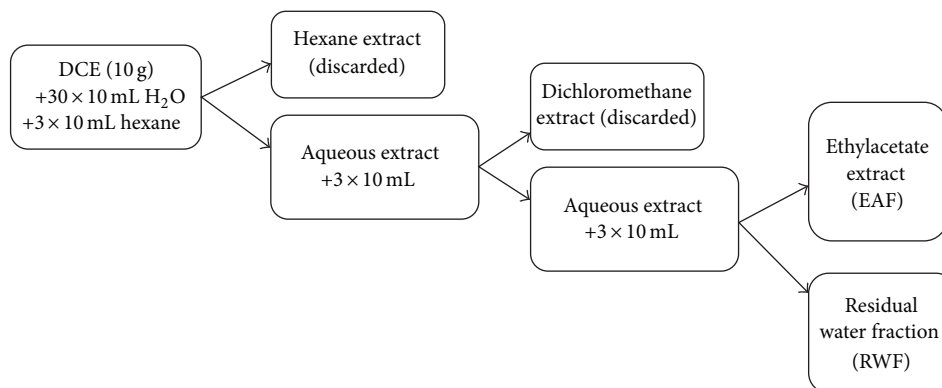 DCE (10 g)
+30 × 10 mL H₂O
+3 × 10 mL hexane
Hexane extract
(discarded)
Aqueous extract
+3 × 10 mL
Dichloromethane
extract (discarded)
Aqueous extract
+3 × 10 mL
Ethylacetate
extract
(EAF)
Residual
water fraction
(RWF)